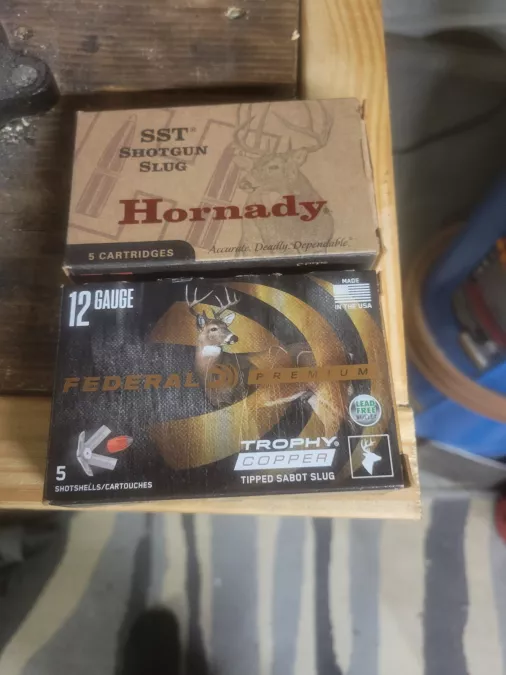 SST®
SHOTGUN
SLUG
Hornady®
Accurate. Deadly. Dependable.®
5 CARTRIDGES
12 GAUGE
MADE
IN THE USA
FEDERAL PREMIUM
LEAD
FREE
5
SHOTSHELLS/CARTOUCHES
TROPHY®
COPPER
TIPPED SABOT SLUG